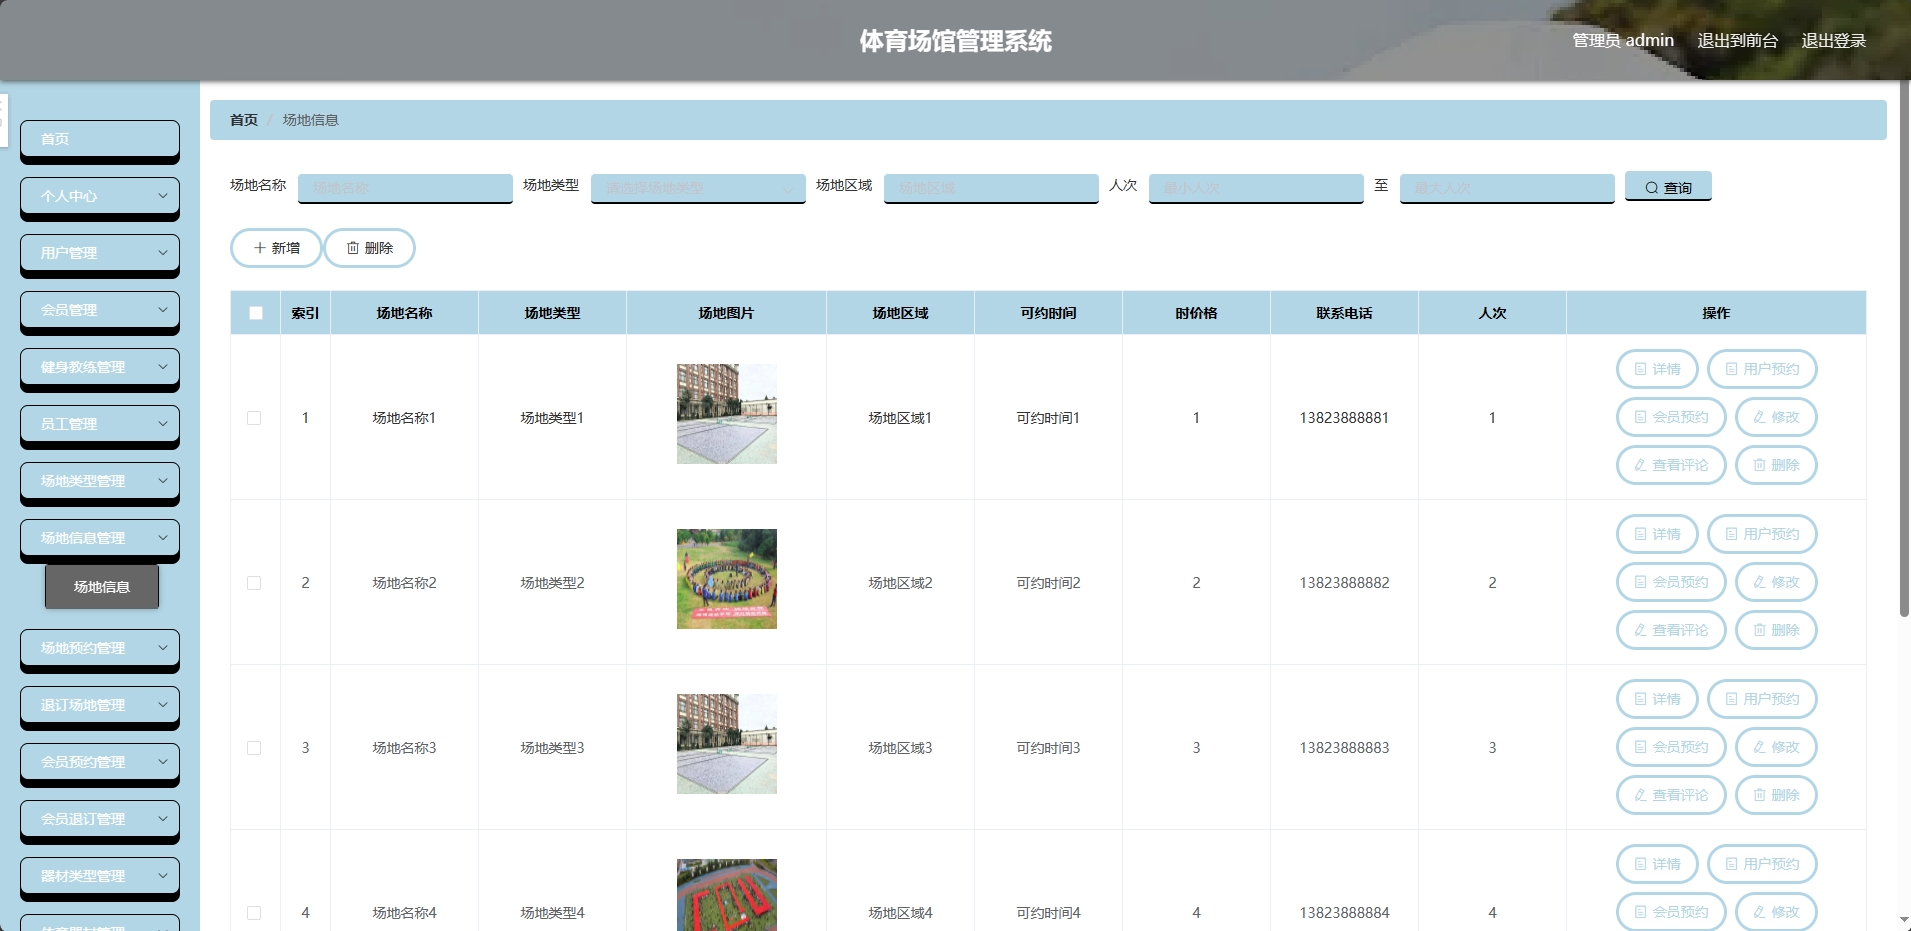 体育场馆管理系统
管理员 admin 退出到前台 退出登录
首页 / 场地信息
首页
个人中心
用户管理
会员管理
健身教练管理
员工管理
场地类型管理
场地信息管理
场地信息
场地预约管理
退订场地管理
会员预约管理
会员退订管理
器材类型管理
场地名称 场地名称 场地类型 请选择场地类型 场地区域 场地区域 人次 最小人次 至 最大人次 查询
新增 删除
索引 场地名称 场地类型 场地图片 场地区域 可约时间 时价格 联系电话 人次 操作
1 场地名称1 场地类型1 场地区域1 可约时间1 1 13823888881 1
详情 用户预约
会员预约 修改
查看评论 删除
2 场地名称2 场地类型2 场地区域2 可约时间2 2 13823888882 2
详情 用户预约
会员预约 修改
查看评论 删除
3 场地名称3 场地类型3 场地区域3 可约时间3 3 13823888883 3
详情 用户预约
会员预约 修改
查看评论 删除
4 场地名称4 场地类型4 场地区域4 可约时间4 4 13823888884 4
详情 用户预约
会员预约 修改